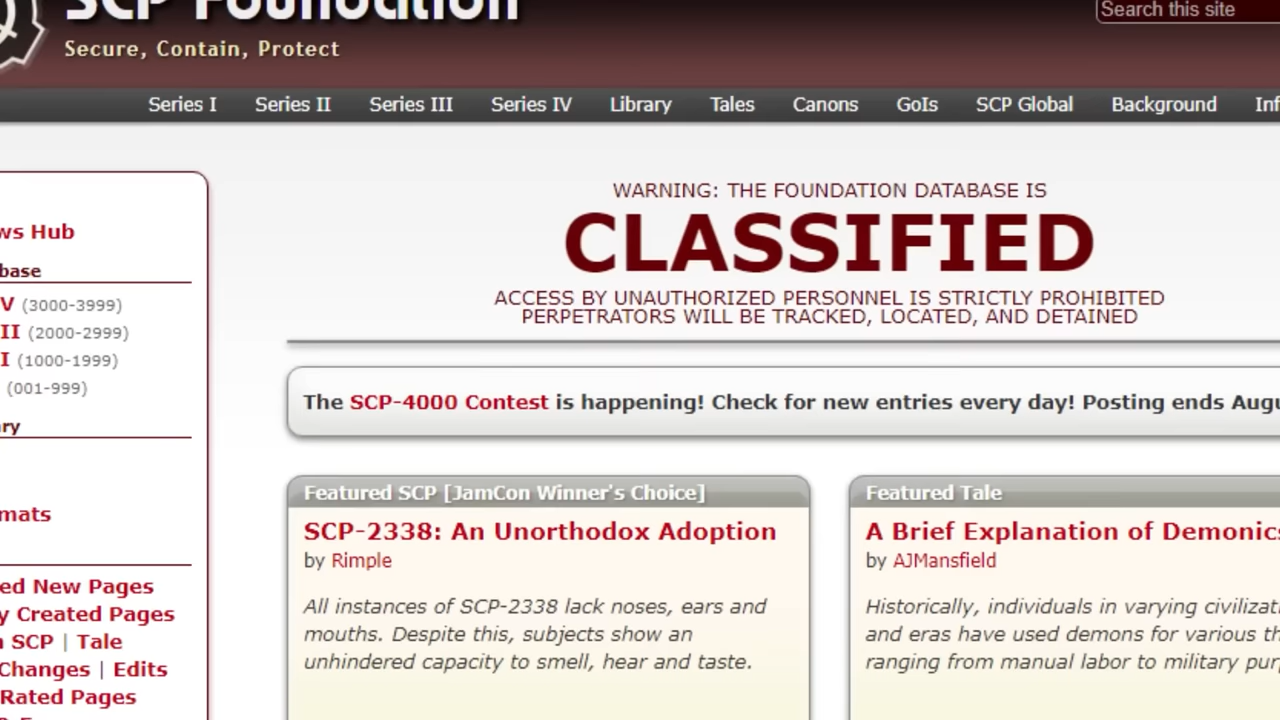 SCP Foundation
Search this site
Secure, Contain, Protect
Series I Series II Series III Series IV Library Tales Canons GoIs SCP Global Background Inf
WARNING: THE FOUNDATION DATABASE IS
CLASSIFIED
ACCESS BY UNAUTHORIZED PERSONNEL IS STRICTLY PROHIBITED
PERPETRATORS WILL BE TRACKED, LOCATED, AND DETAINED
ws Hub
base
V (3000-3999)
II (2000-2999)
I (1000-1999)
(001-999)
ry
mats
ed New Pages
y Created Pages
SCP | Tale
Changes | Edits
Rated Pages
The SCP-4000 Contest is happening! Check for new entries every day! Posting ends Augu
Featured SCP [JamCon Winner's Choice]
SCP-2338: An Unorthodox Adoption
by Rimple
All instances of SCP-2338 lack noses, ears and
mouths. Despite this, subjects show an
unhindered capacity to smell, hear and taste.
Featured Tale
A Brief Explanation of Demonics
by AJMansfield
Historically, individuals in varying civilizati
and eras have used demons for various th
ranging from manual labor to military purp